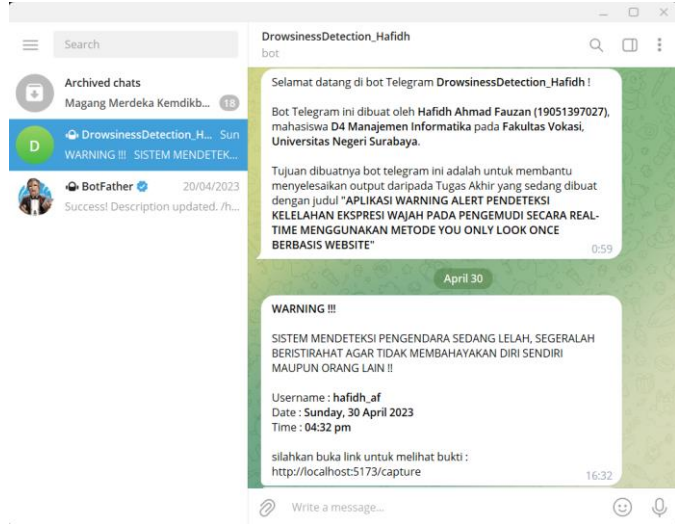 Search
Archived chats
Magang Merdeka Kemdikb... 18
D
DrowsinessDetection_H... Sun
WARNING !!! SISTEM MENDETEK...
BotFather 20/04/2023
Success! Description updated. /h...
DrowsinessDetection_Hafidh
bot
Selamat datang di bot Telegram DrowsinessDetection_Hafidh !
Bot Telegram ini dibuat oleh Hafidh Ahmad Fauzan (19051397027),
mahasiswa D4 Manajemen Informatika pada Fakultas Vokasi,
Universitas Negeri Surabaya.
Tujuan dibuatnya bot telegram ini adalah untuk membantu
menyelesaikan output daripada Tugas Akhir yang sedang dibuat
dengan judul "APLIKASI WARNING ALERT PENDETEKSI
KELELAHAN EKSPRESI WAJAH PADA PENGEMUDI SECARA REAL-
TIME MENGGUNAKAN METODE YOU ONLY LOOK ONCE
BERBASIS WEBSITE"
0:59
April 30
WARNING !!!
SISTEM MENDETEKSI PENGENDARA SEDANG LELAH, SEGERALAH
BERISTIRAHAT AGAR TIDAK MEMBAHAYAKAN DIRI SENDIRI
MAUPUN ORANG LAIN !!
Username : hafidh_af
Date : Sunday, 30 April 2023
Time : 04:32 pm
silahkan buka link untuk melihat bukti :
http://localhost:5173/capture
16:32
Write a message...